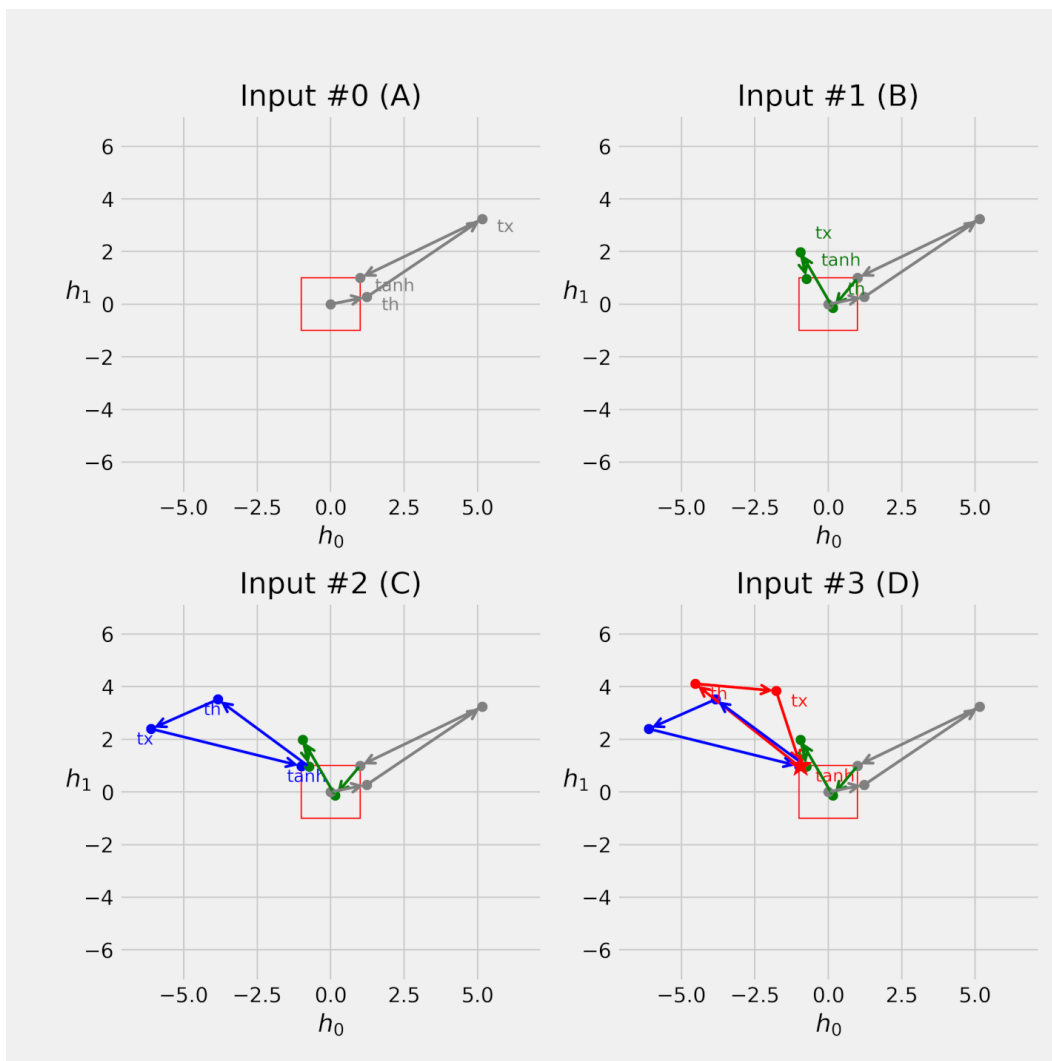 Input #0 (A)
6
4
2
0
−2
−4
−6
h₁
tx
tanh
th
−5.0 −2.5 0.0 2.5 5.0
h₀
Input #1 (B)
6
4
2
0
−2
−4
−6
h₁
tx
tanh
th
−5.0 −2.5 0.0 2.5 5.0
h₀
Input #2 (C)
6
4
2
0
−2
−4
−6
h₁
th
tx
tanh
−5.0 −2.5 0.0 2.5 5.0
h₀
Input #3 (D)
6
4
2
0
−2
−4
−6
h₁
th
tx
tanh
−5.0 −2.5 0.0 2.5 5.0
h₀